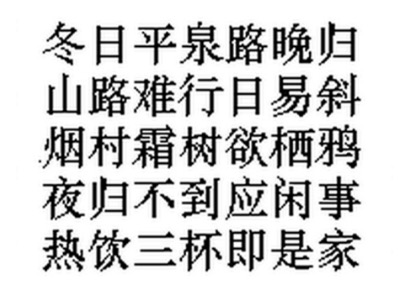 冬日平泉路晚归
山路难行日易斜
烟村霜树欲栖鸦
夜归不到应闲事
热饮三杯即是家